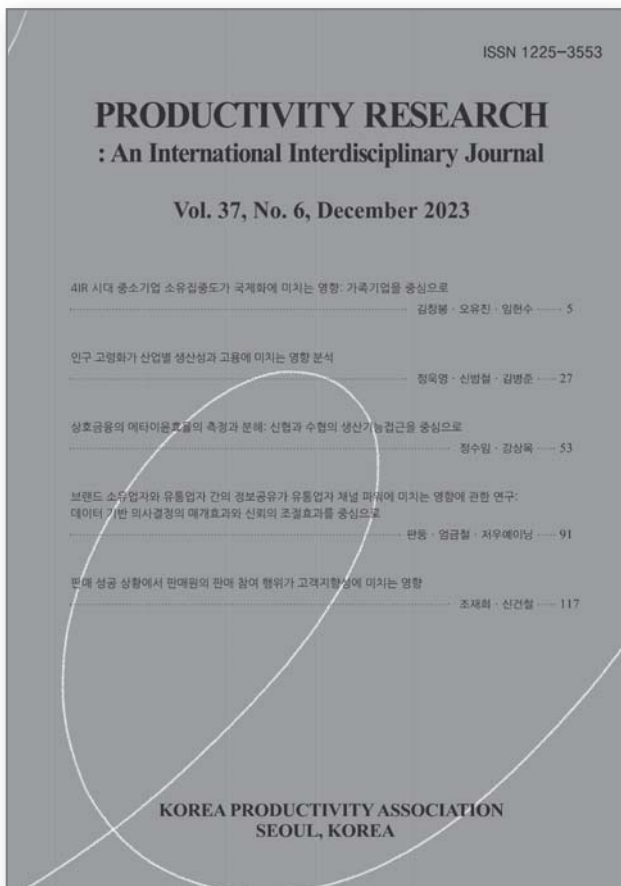 ISSN 1225-3553
PRODUCTIVITY RESEARCH
: An International Interdisciplinary Journal
Vol. 37, No. 6, December 2023
4IR 시대 중소기업 소유집중도가 국제화에 미치는 영향: 가족기업을 중심으로
김창봉 · 오유진 · 임현수 5
인구 고령화가 산업별 생산성과 고용에 미치는 영향 분석
정욱영 · 신범철 · 김병준 27
상호금융의 메타이윤효율의 측정과 분해: 신협과 수협의 생산기능접근을 중심으로
정수임 · 강상목 53
브랜드 소유업자와 유통업자 간의 정보공유가 유통업자 채널 파워에 미치는 영향에 관한 연구:
데이터 기반 의사결정의 매개효과와 신뢰의 조절효과를 중심으로
판둥 · 엄금철 · 저우예이닝 91
판매 성공 상황에서 판매원의 판매 참여 행위가 고객지향성에 미치는 영향
조재희 · 신건철 117
KOREA PRODUCTIVITY ASSOCIATION
SEOUL, KOREA